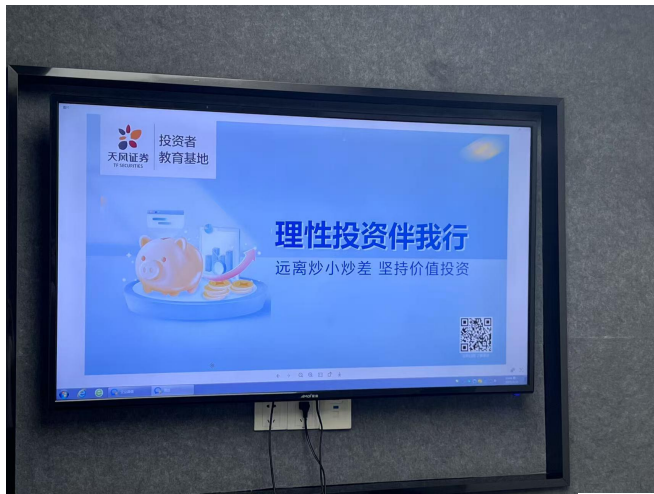 天风证券
TF SECURITIES
投资者
教育基地
理性投资伴我行
远离炒小炒差 坚持价值投资